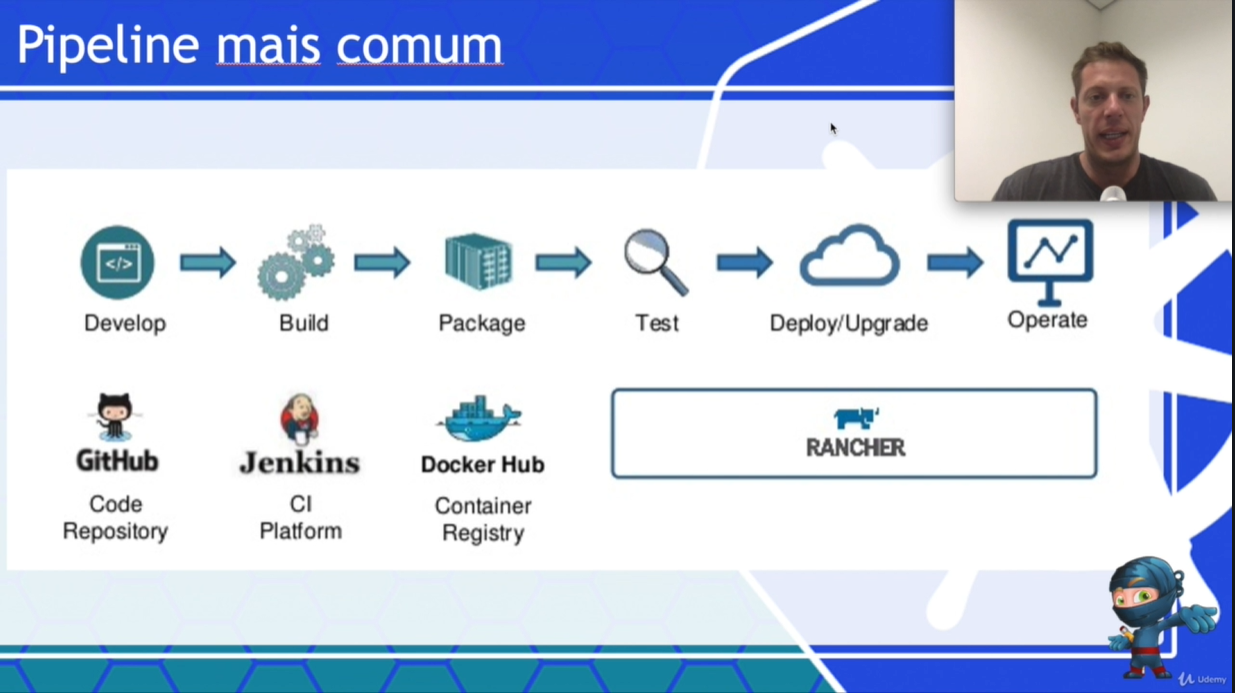 Pipeline mais comum
Develop
Build
Package
Test
Deploy/Upgrade
Operate
</>
GitHub
Jenkins
Docker Hub
RANCHER
Code
Repository
CI
Platform
Container
Registry
Udemy